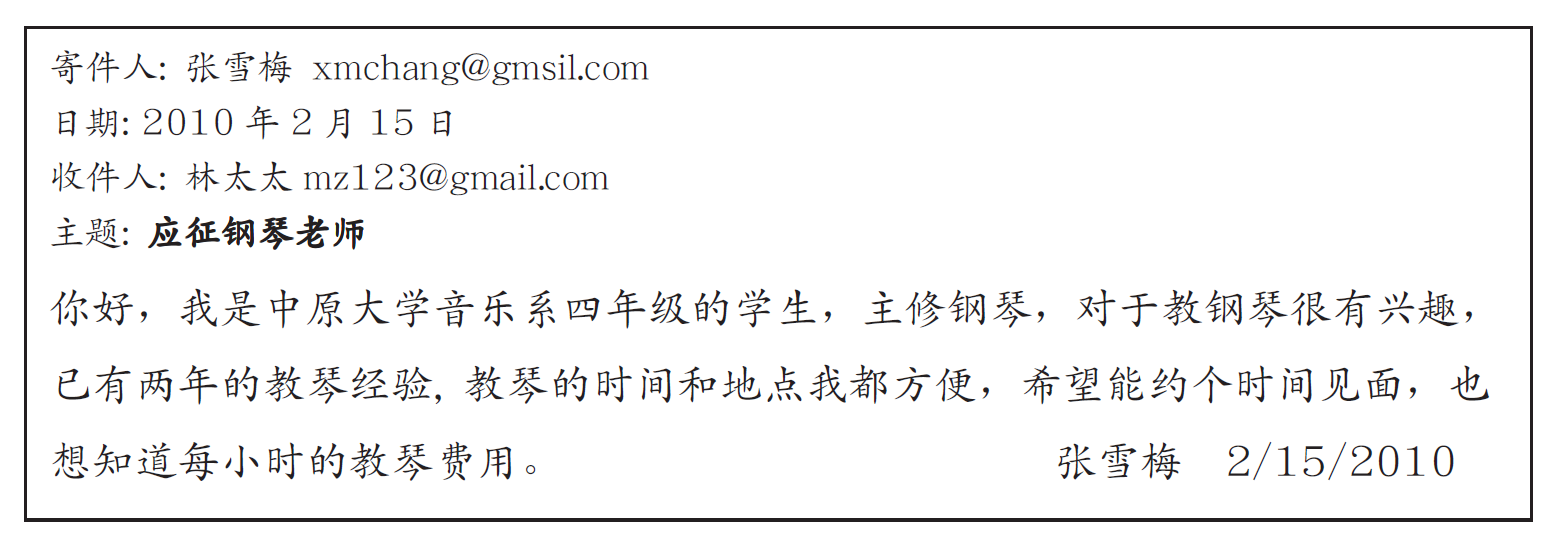 寄件人: 张雪梅 xmchang@gmsil.com
日期: 2010 年 2 月 15 日
收件人: 林太太 mz123@gmail.com
主题: 应征钢琴老师
你好，我是中原大学音乐系四年级的学生，主修钢琴，对于教钢琴很有兴趣，
已有两年的教琴经验, 教琴的时间和地点我都方便，希望能约个时间见面，也
想知道每小时的教琴费用。 张雪梅 2/15/2010